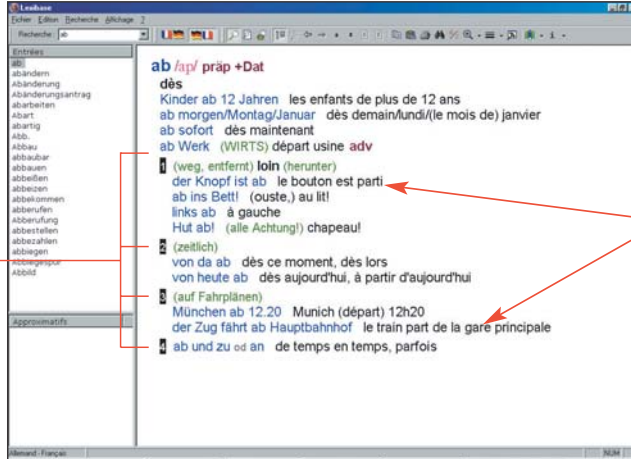 Lexibase
Fichier Edition Recherche Affichage ?
Recherche : ab
Entrées
ab
abändern
Abänderung
Abänderungsantrag
abarbeiten
Abart
abartig
Abb.
Abbau
abbaubar
abbauen
abbeißen
abbeizen
abbekommen
abberufen
Abberufung
abbestellen
abbezahlen
abbiegen
Abbiegespur
Abbild
Approximatifs
ab /ap/ präp +Dat
dès
Kinder ab 12 Jahren les enfants de plus de 12 ans
ab morgen/Montag/Januar dès demain/lundi/(le mois de) janvier
ab sofort dès maintenant
ab Werk (WIRTS) départ usine adv
1 (weg, entfernt) loin (herunter)
der Knopf ist ab le bouton est parti
ab ins Bett! (ouste,) au lit!
links ab à gauche
Hut ab! (alle Achtung!) chapeau!
2 (zeitlich)
von da ab dès ce moment, dès lors
von heute ab dès aujourd'hui, à partir d'aujourd'hui
3 (auf Fahrplänen)
München ab 12.20 Munich (départ) 12h20
der Zug fährt ab Hauptbahnhof le train part de la gare principale
4 ab und zu od an de temps en temps, parfois
Allemand - Français
NUM